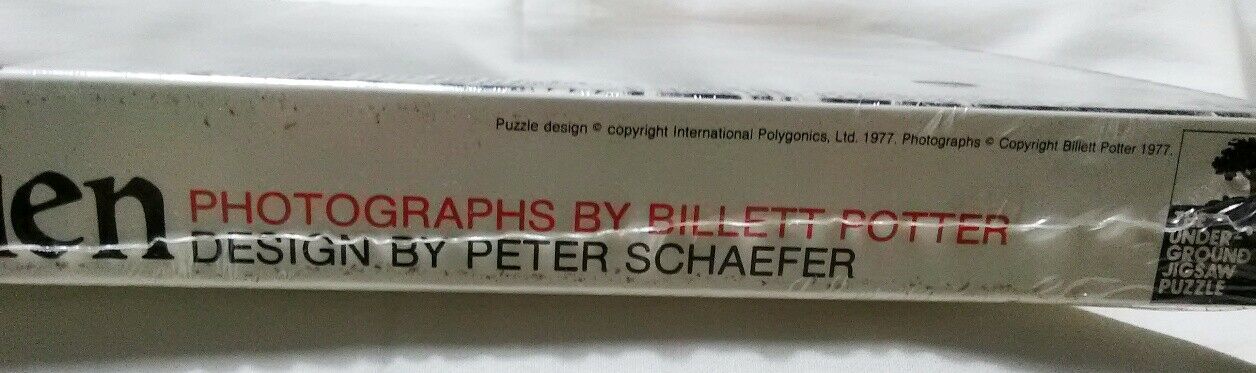 Puzzle design © copyright International Polygonics, Ltd. 1977. Photographs © Copyright Billett Potter 1977.
PHOTOGRAPHS BY BILLETT POTTER
DESIGN BY PETER SCHAEFER
UNDER-
GROUND
JIGSAW
PUZZLE